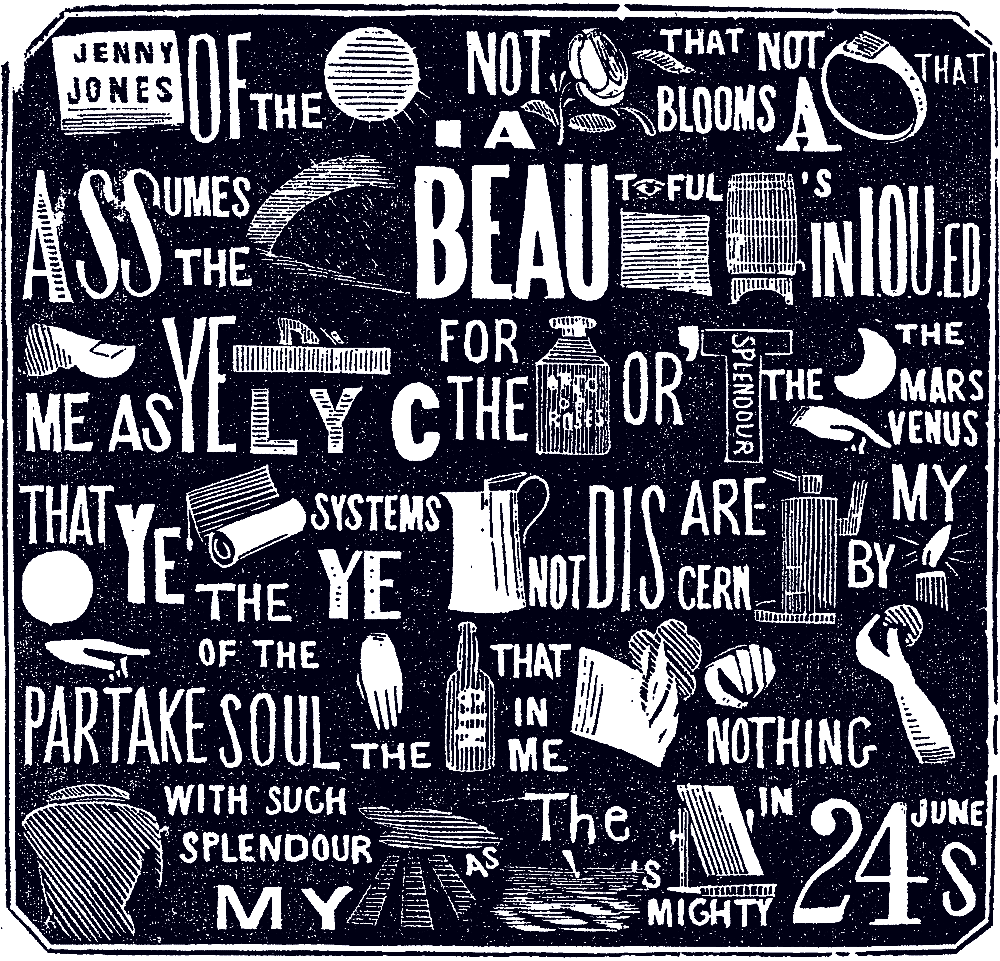 JENNY
JONES
OF THE
NOT
A
THAT
BLOOMS
NOT
A
THAT
ASSUMES
THE
BEAU
T FUL
'S
IN IOU.ED
ME AS
YE
LY
C
FOR
THE
OR'
SPLENDOUR
THE
THE
MARS
VENUS
THAT
YE
THE
SYSTEMS
YE
NOT
DIS
CERN
ARE
BY
MY
PARTAKE
OF THE
SOUL
THE
THAT
IN
ME
NOTHING
WITH SUCH
SPLENDOUR
MY
AS
The
'S
MIGHTY
IN
24
JUNE
S